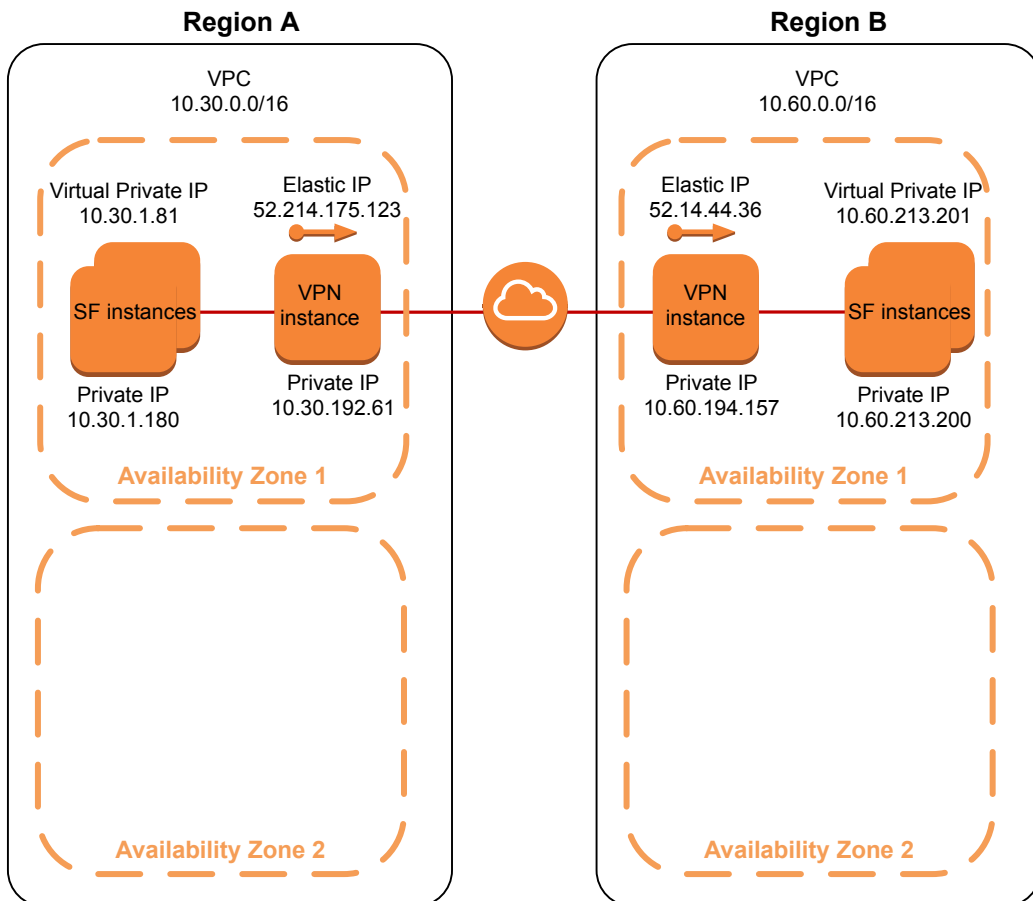 Region A
VPC
10.30.0.0/16
Virtual Private IP
10.30.1.81
Elastic IP
52.214.175.123
SF instances
VPN
instance
Private IP
10.30.1.180
Private IP
10.30.192.61
Availability Zone 1
Availability Zone 2
Region B
VPC
10.60.0.0/16
Elastic IP
52.14.44.36
Virtual Private IP
10.60.213.201
VPN
instance
SF instances
Private IP
10.60.194.157
Private IP
10.60.213.200
Availability Zone 1
Availability Zone 2